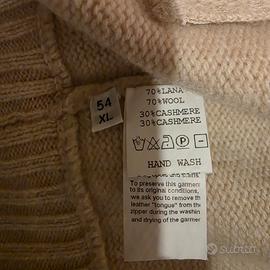 54
XL
70%LANA
70%WOOL
30%CASHMERE
30%CASHMERE
HAND WASH
To preserve this garment
to its original conditions,
we ask you to remove the
leather "tongue" from the
zipper during the washin
and drying of the garmer
subito